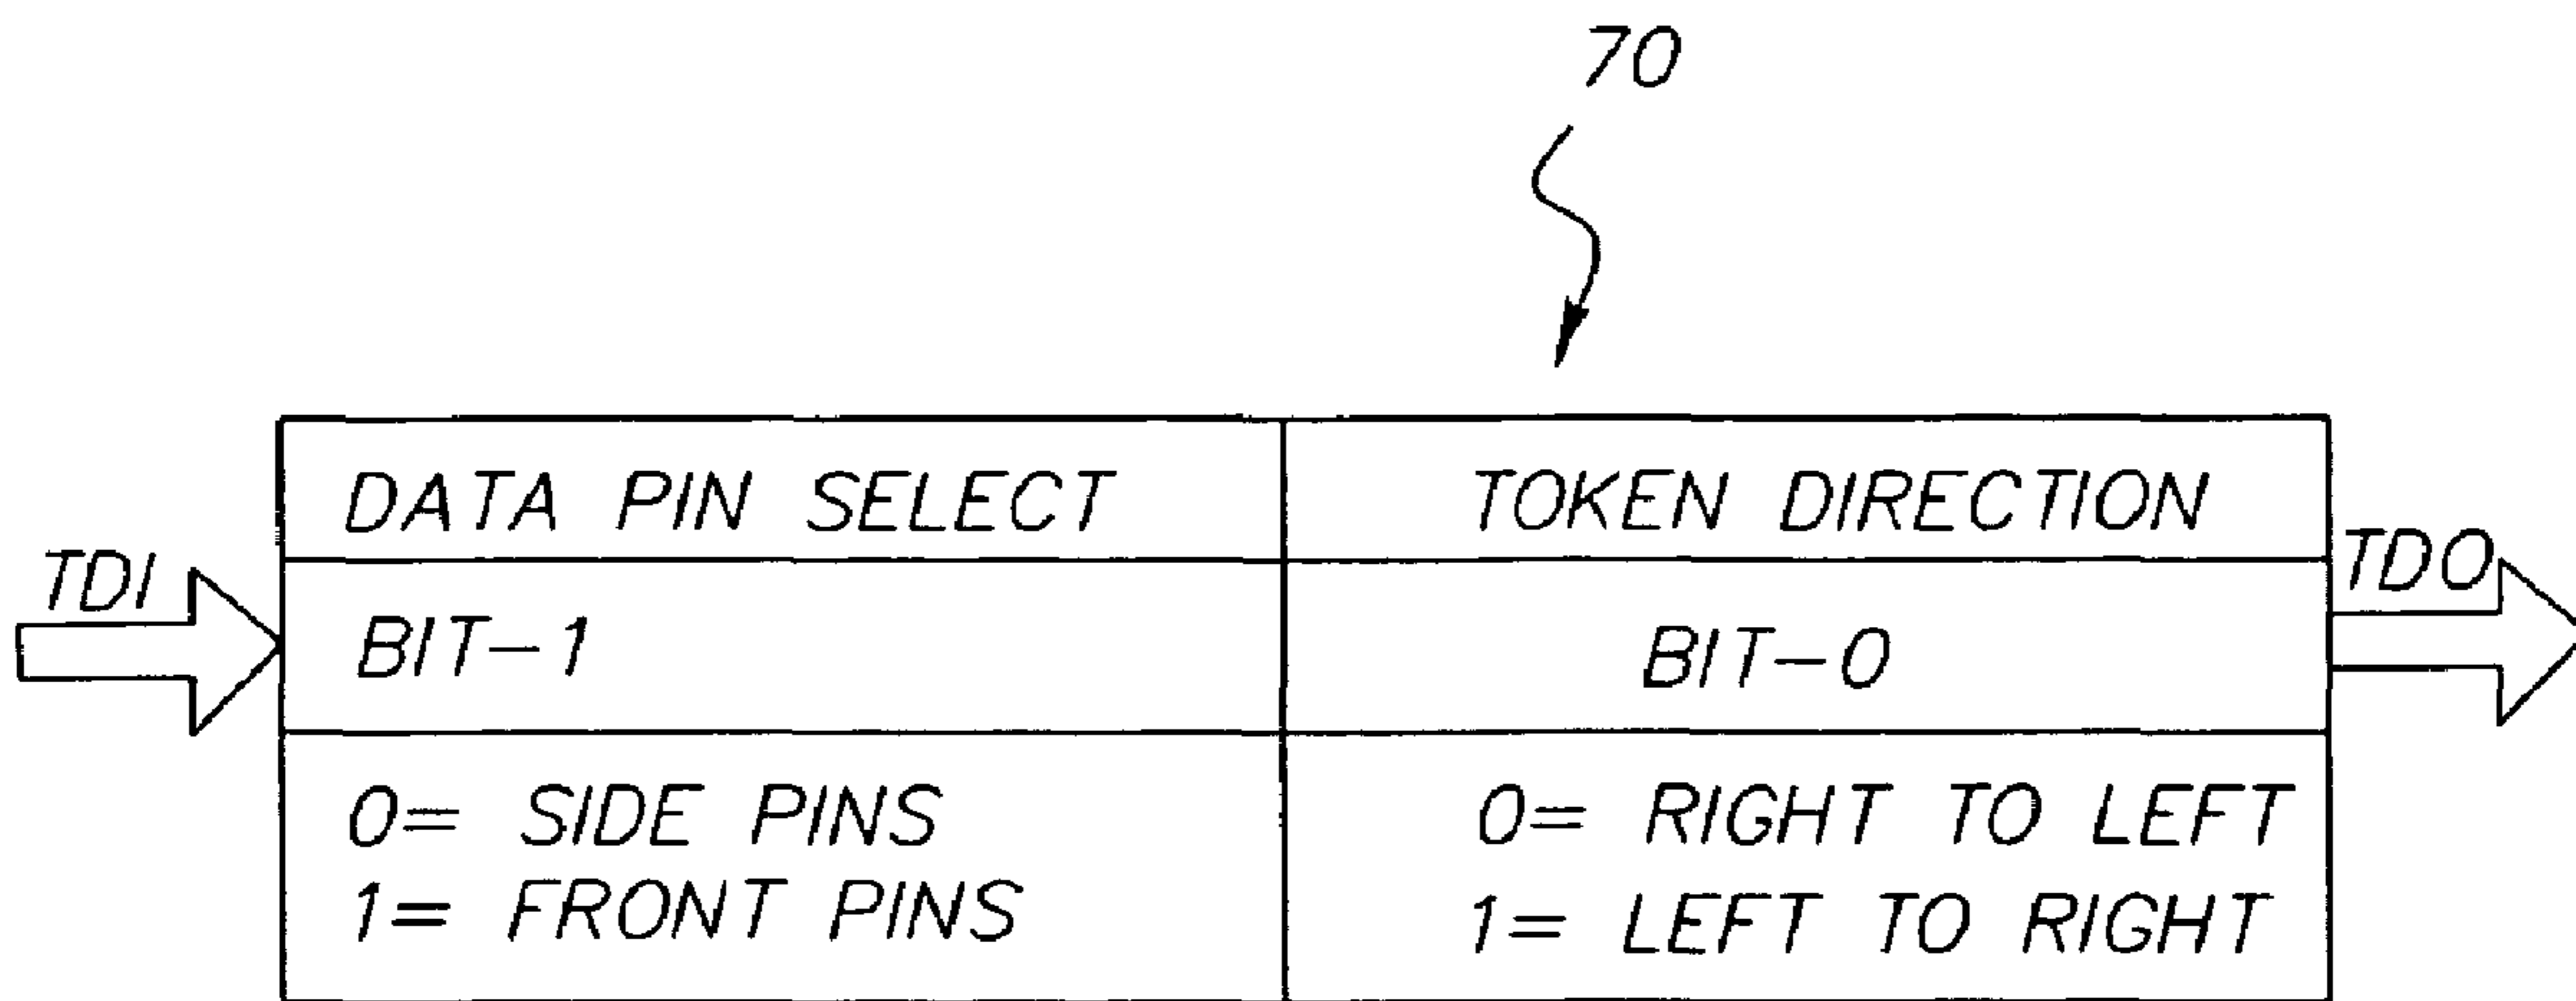 70
DATA PIN SELECT
TOKEN DIRECTION
TDI
BIT-1
BIT-0
TDO
0= SIDE PINS
1= FRONT PINS
0= RIGHT TO LEFT
1= LEFT TO RIGHT